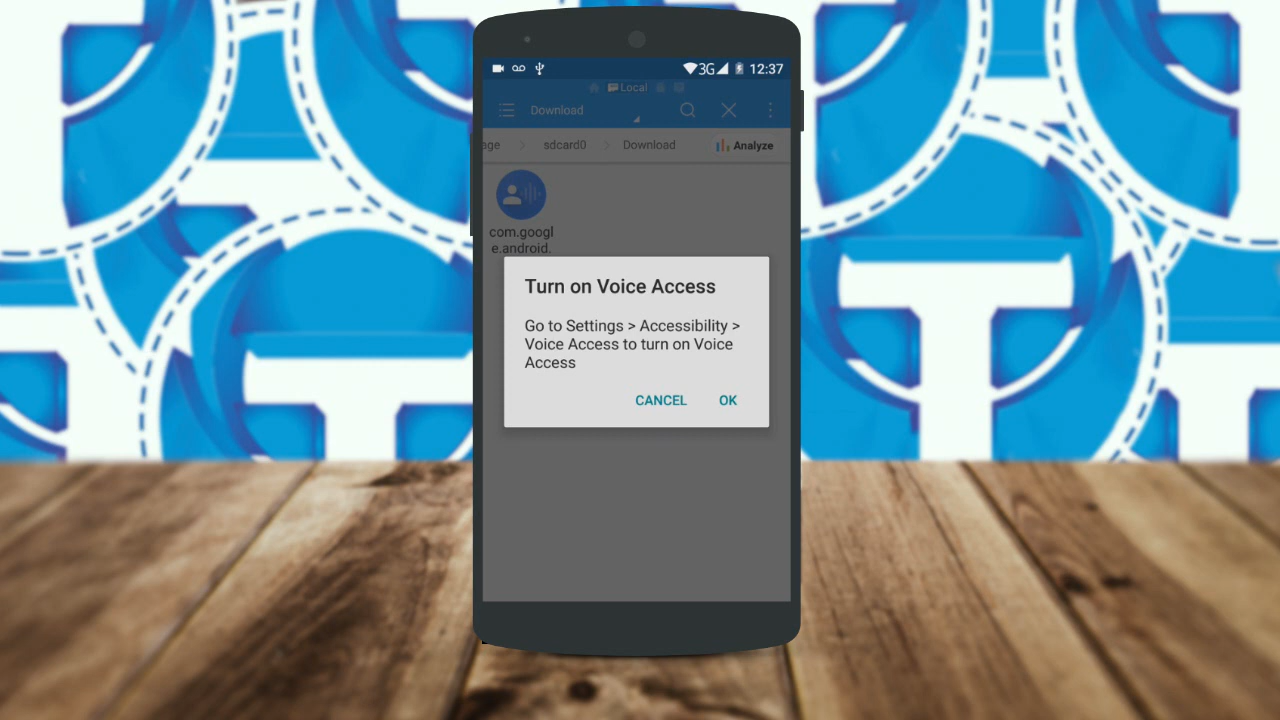 3G 12:37
Local
Download
age > sdcard0 > Download Analyze
com.googl
e.android.
Turn on Voice Access
Go to Settings > Accessibility >
Voice Access to turn on Voice
Access
CANCEL OK